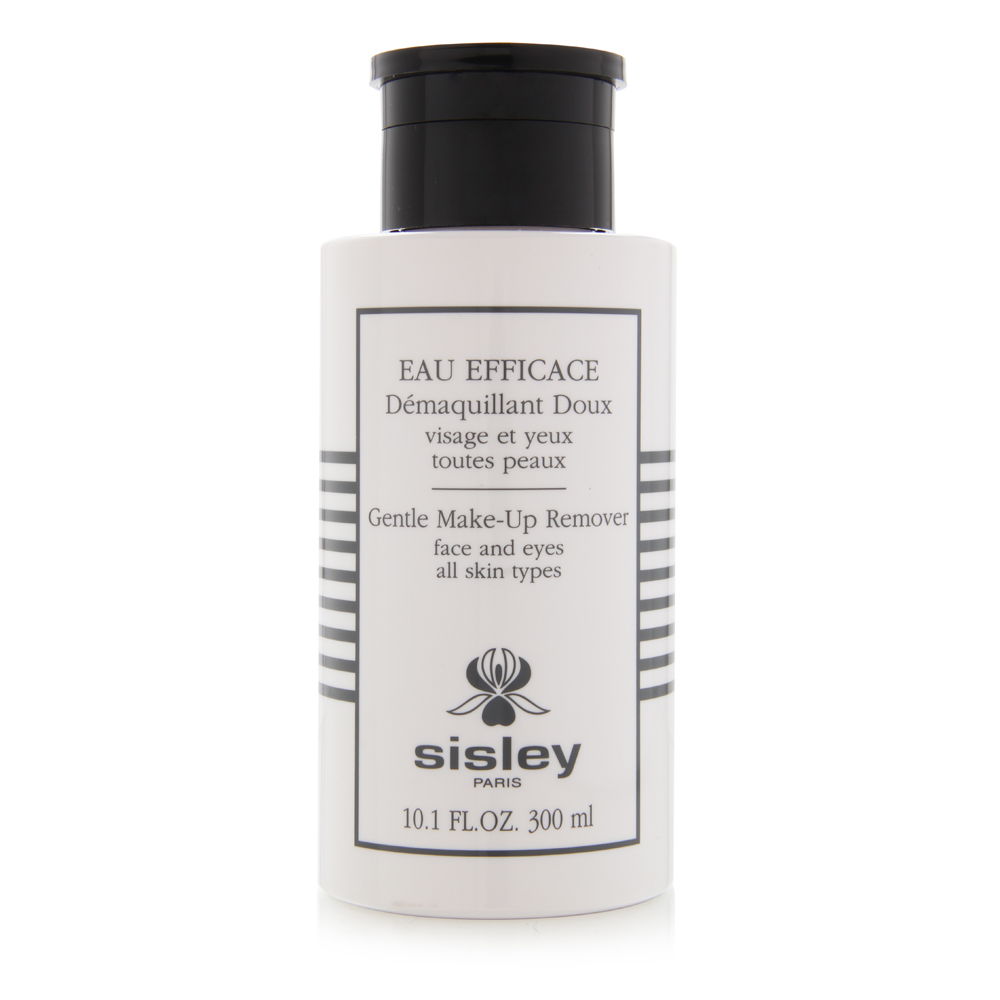 EAU EFFICACE
Démaquillant Doux
visage et yeux
toutes peaux
Gentle Make-Up Remover
face and eyes
all skin types
sisley
PARIS
10.1 FL.OZ. 300 ml